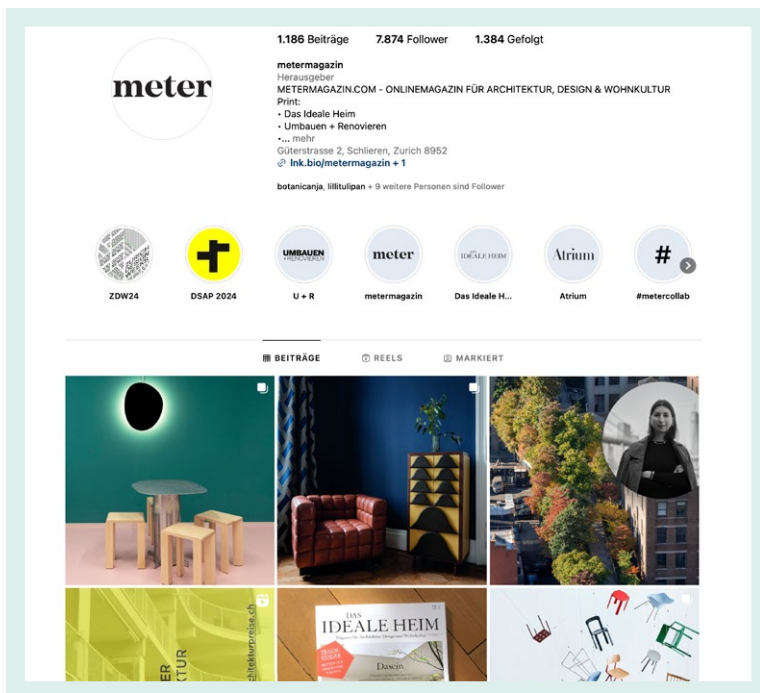 meter
1.186 Beiträge 7.874 Follower 1.384 Gefolgt
metermagazin
Herausgeber
METERMAGAZIN.COM - ONLINEMAGAZIN FÜR ARCHITEKTUR, DESIGN & WOHNKULTUR
Print:
• Das Ideale Heim
• Umbauen + Renovieren
•... mehr
Güterstrasse 2, Schlieren, Zurich 8952
lnk.bio/metermagazin + 1
botanicanja, lillitulipan + 9 weitere Personen sind Follower
UMBAUEN
+RENOVIEREN
meter
IDEALE HEIM
Atrium
#
ZDW24 DSAP 2024 U + R metermagazin Das Ideale H... Atrium #metercollab
BEITRÄGE REELS MARKIERT
chitekturpreise.ch
DAS
IDEALE HEIM
Dasein